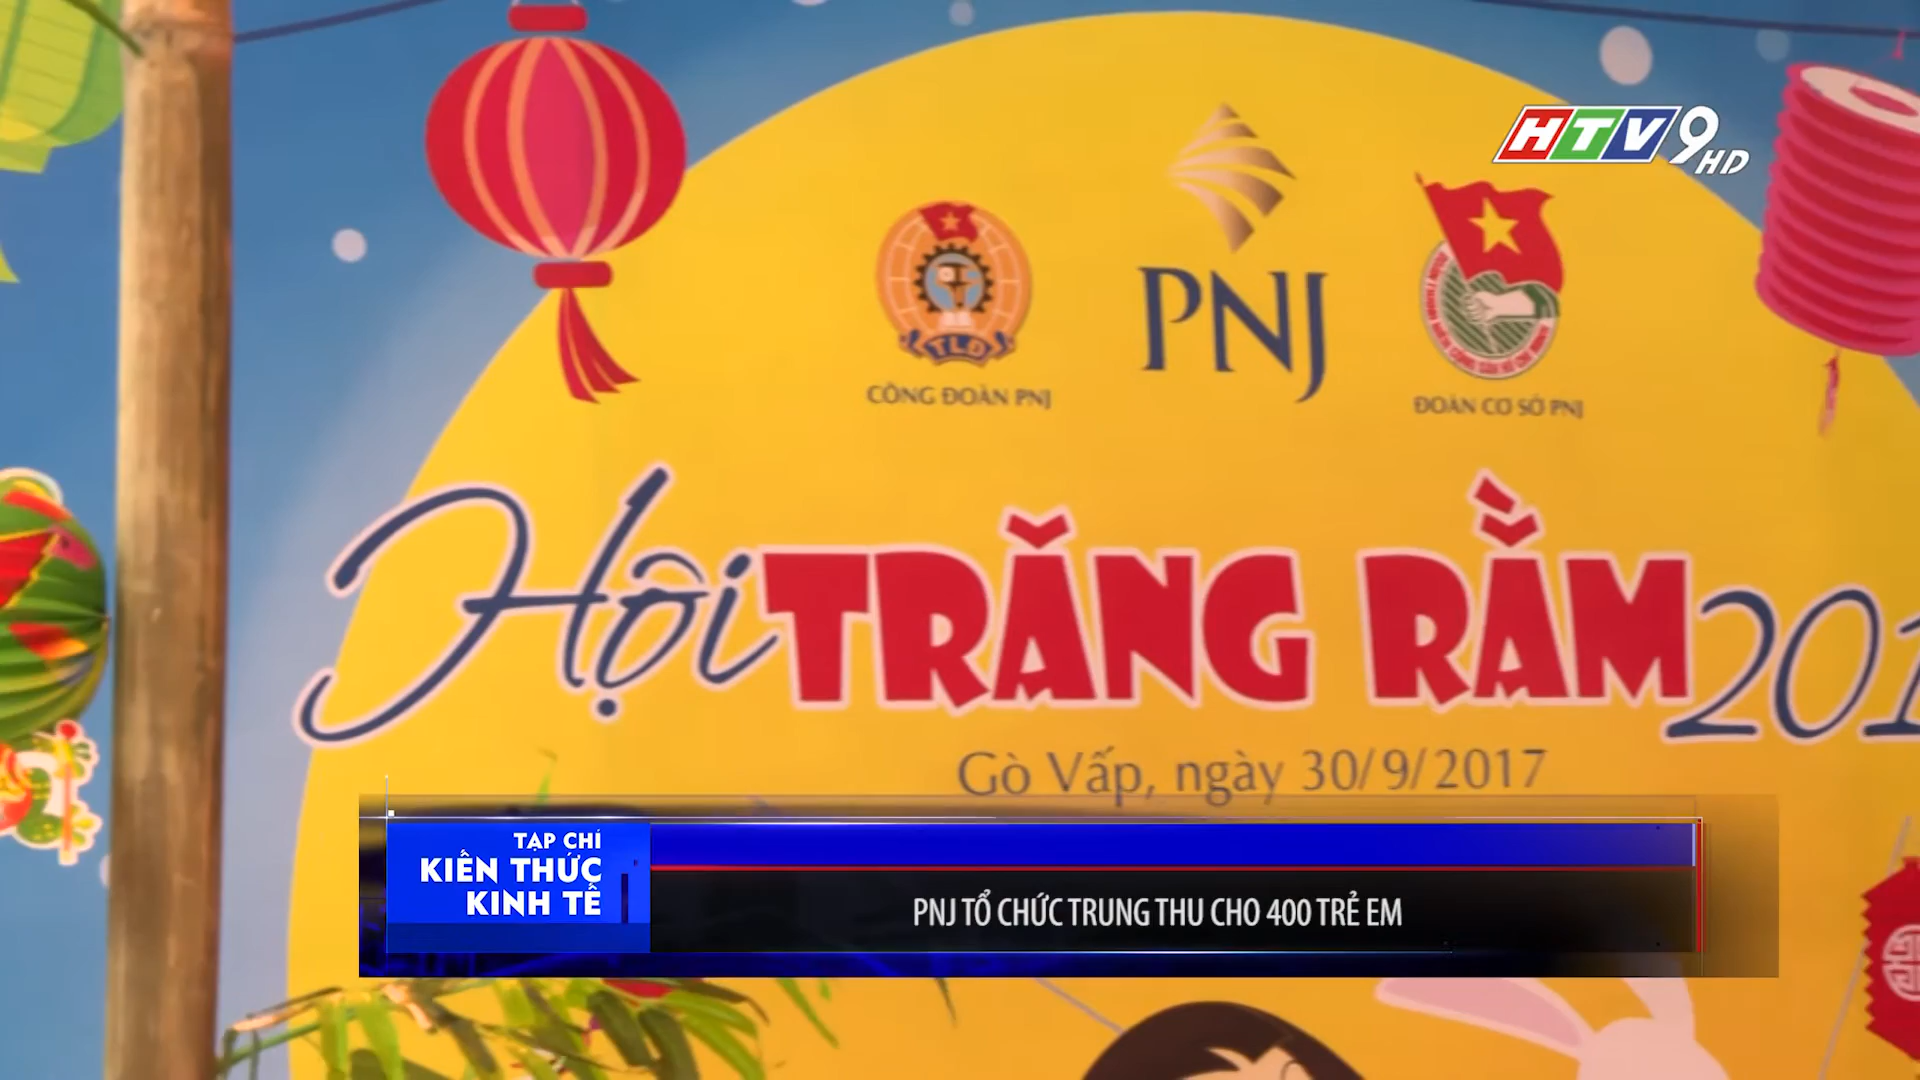 HTV9 HD
TLĐ
CÔNG ĐOÀN PNJ
PNJ
ĐOÀN CƠ SỞ PNJ
Hội TRĂNG RẰM 201
Gò Vấp, ngày 30/9/2017
TẠP CHÍ
KIẾN THỨC
KINH TẾ
PNJ TỔ CHỨC TRUNG THU CHO 400 TRẺ EM